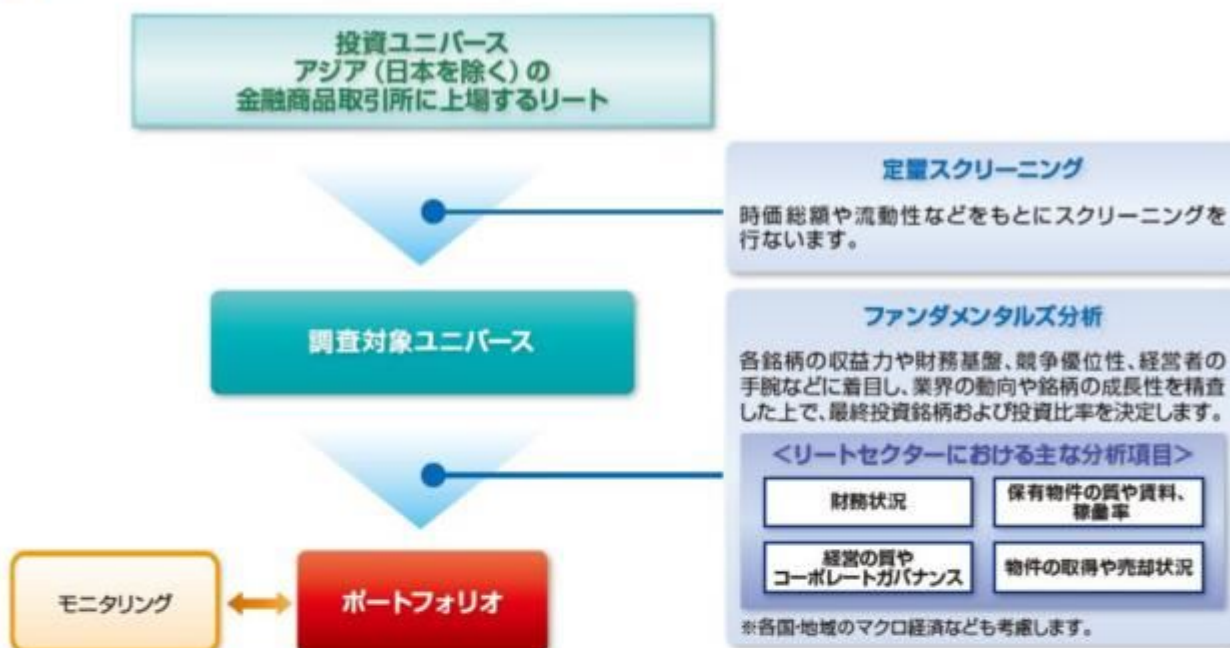 投資ユニバース
アジア(日本を除く)の
金融商品取引所に上場するリート
定量スクリーニング
時価総額や流動性などをもとにスクリーニングを
行ないます。
調査対象ユニバース
ファンダメンタルズ分析
各銘柄の収益力や財務基盤、競争優位性、経営者の
手腕などに着目し、業界の動向や銘柄の成長性を精査
した上で、最終投資銘柄および投資比率を決定します。
<リートセクターにおける主な分析項目>
財務状況
保有物件の質や賃料、
稼働率
経営の質や
コーポレートガバナンス
物件の取得や売却状況
※各国・地域のマクロ経済なども考慮します。
モニタリング
ポートフォリオ